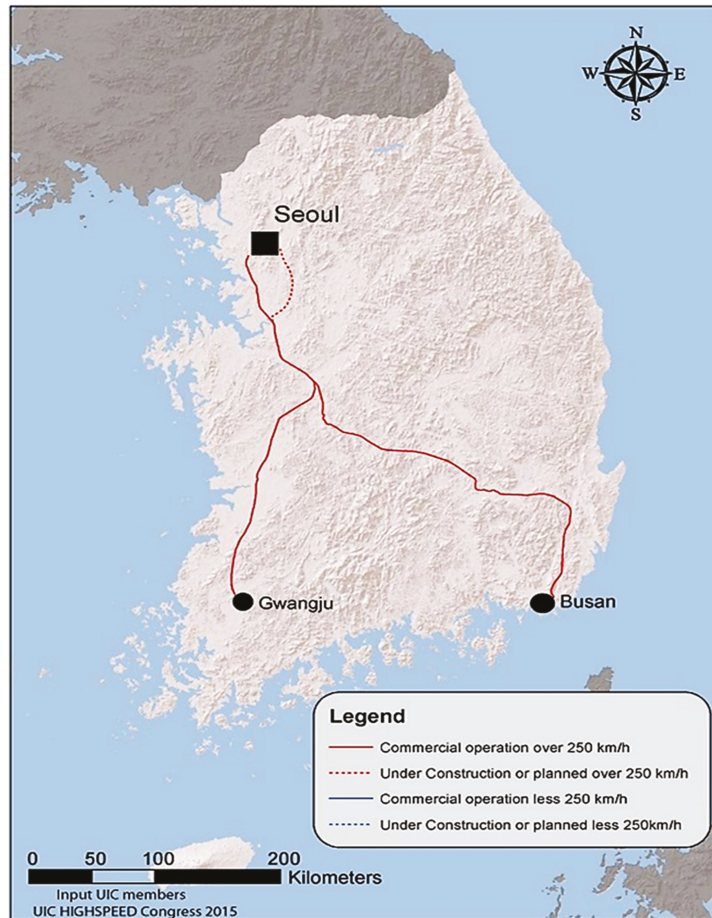 N
W E
S
Seoul
Gwangju
Busan
Legend
Commercial operation over 250 km/h
Under Construction or planned over 250 km/h
Commercial operation less 250 km/h
Under Construction or planned less 250km/h
0 50 100 200
Kilometers
Input UIC members
UIC HIGHSPEED Congress 2015